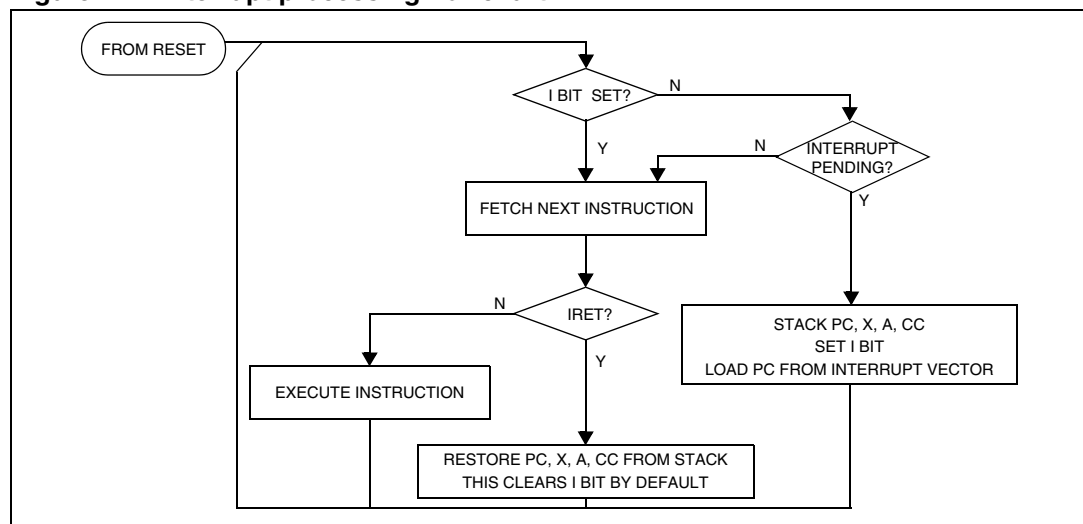 FROM RESET
I BIT SET?
N
Y
INTERRUPT
PENDING?
N
Y
FETCH NEXT INSTRUCTION
IRET?
N
Y
STACK PC, X, A, CC
SET I BIT
LOAD PC FROM INTERRUPT VECTOR
EXECUTE INSTRUCTION
RESTORE PC, X, A, CC FROM STACK
THIS CLEARS I BIT BY DEFAULT